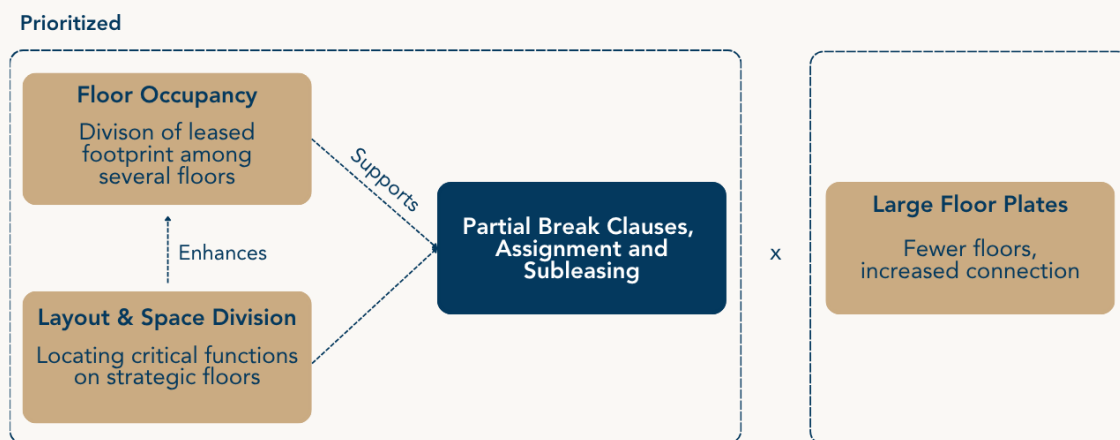 Prioritized
Floor Occupancy
Divison of leased
footprint among
several floors
Supports
Enhances
Layout & Space Division
Locating critical functions
on strategic floors
Partial Break Clauses,
Assignment and
Subleasing
x
Large Floor Plates
Fewer floors,
increased connection